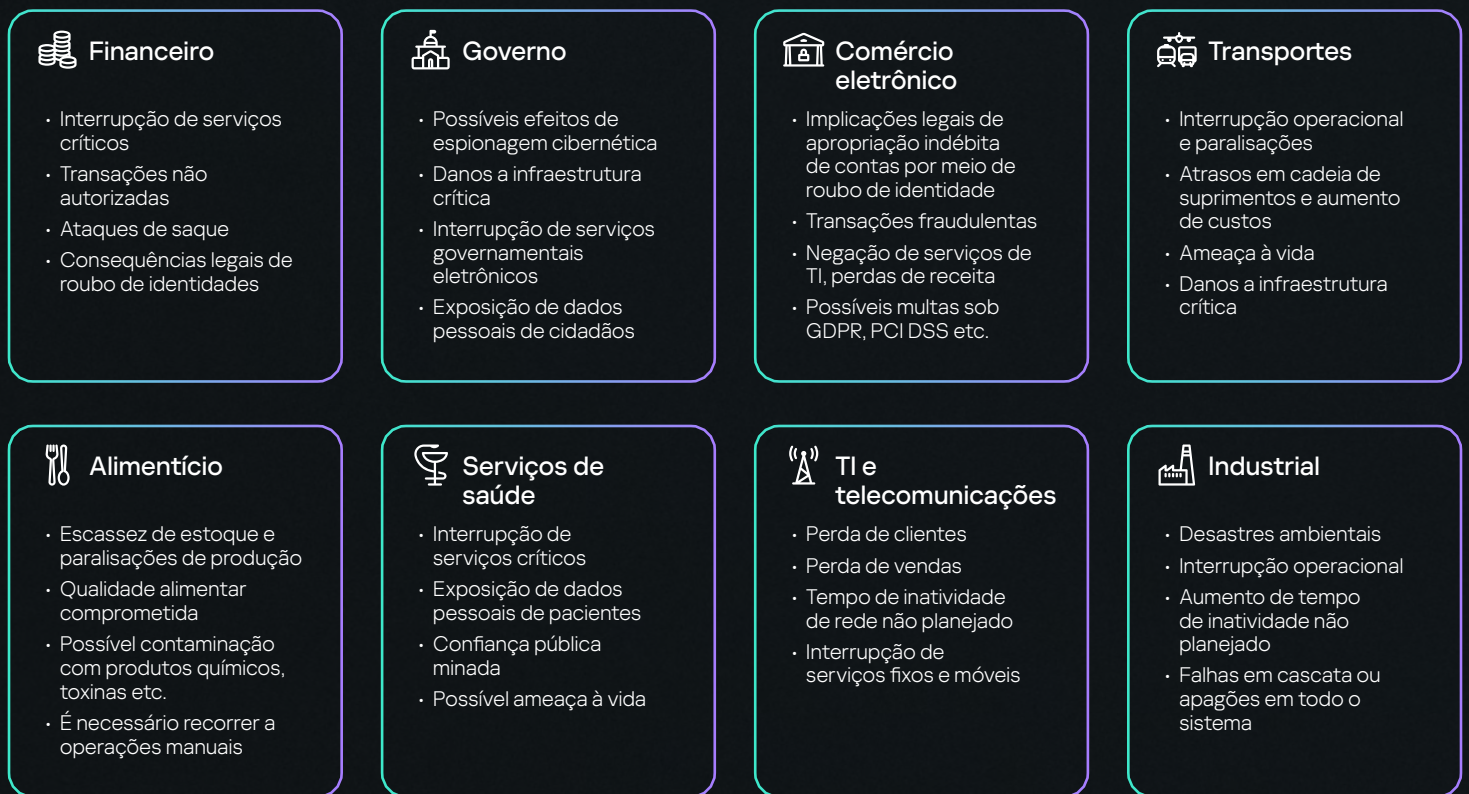 Financeiro
• Interrupção de serviços
críticos
• Transações não
autorizadas
• Ataques de saque
• Consequências legais de
roubo de identidades
Governo
• Possíveis efeitos de
espionagem cibernética
• Danos a infraestrutura
crítica
• Interrupção de serviços
governamentais
eletrônicos
• Exposição de dados
pessoais de cidadãos
Comércio
eletrônico
• Implicações legais de
apropriação indébita
de contas por meio de
roubo de identidade
• Transações fraudulentas
• Negação de serviços de
TI, perdas de receita
• Possíveis multas sob
GDPR, PCI DSS etc.
Transportes
• Interrupção operacional
e paralisações
• Atrasos em cadeia de
suprimentos e aumento
de custos
• Ameaça à vida
• Danos a infraestrutura
crítica
Alimentício
• Escassez de estoque e
paralisações de produção
• Qualidade alimentar
comprometida
• Possível contaminação
com produtos químicos,
toxinas etc.
• É necessário recorrer a
operações manuais
Serviços de
saúde
• Interrupção de
serviços críticos
• Exposição de dados
pessoais de pacientes
• Confiança pública
minada
• Possível ameaça à vida
TI e
telecomunicações
• Perda de clientes
• Perda de vendas
• Tempo de inatividade
de rede não planejado
• Interrupção de
serviços fixos e móveis
Industrial
• Desastres ambientais
• Interrupção operacional
• Aumento de tempo
de inatividade não
planejado
• Falhas em cascata ou
apagões em todo o
sistema